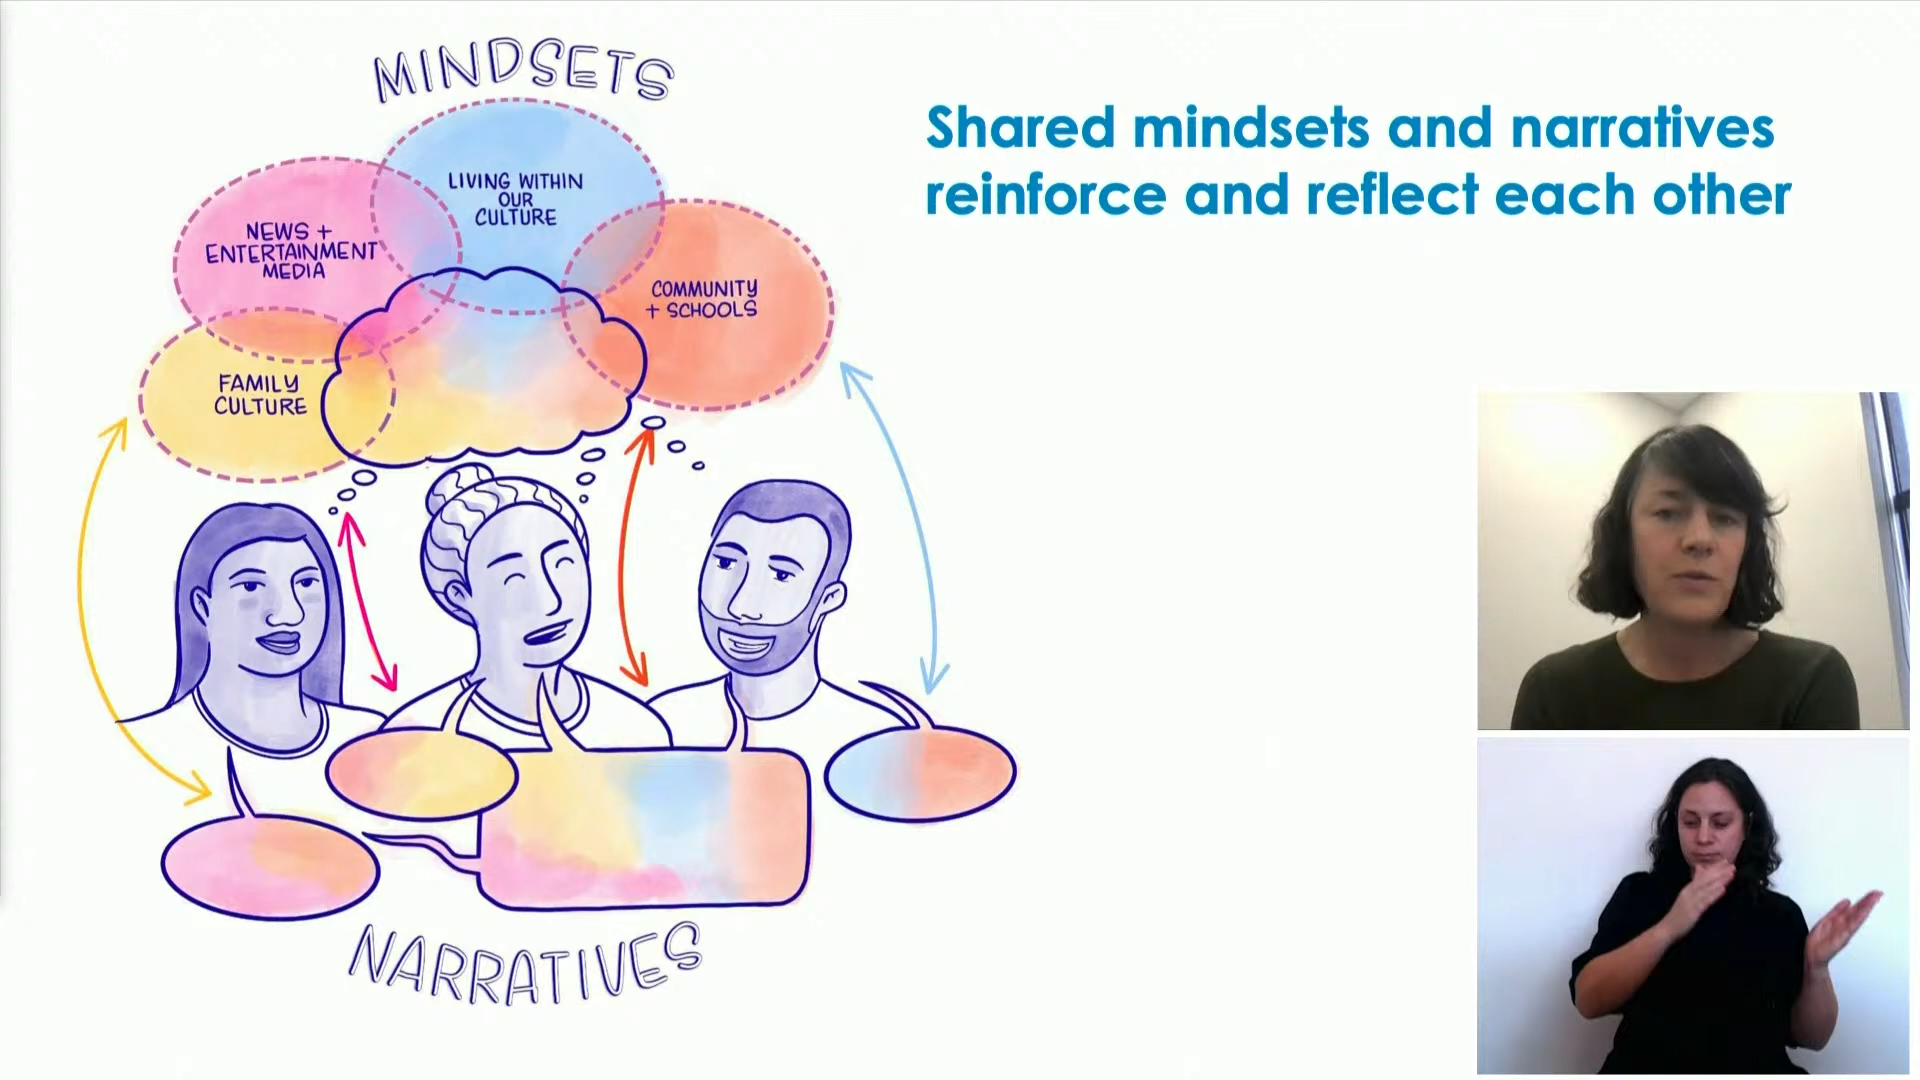 MINDSETS
LIVING WITHIN
OUR
CULTURE
NEWS +
ENTERTAINMENT
MEDIA
COMMUNITY
+ SCHOOLS
FAMILY
CULTURE
NARRATIVES
Shared mindsets and narratives
reinforce and reflect each other